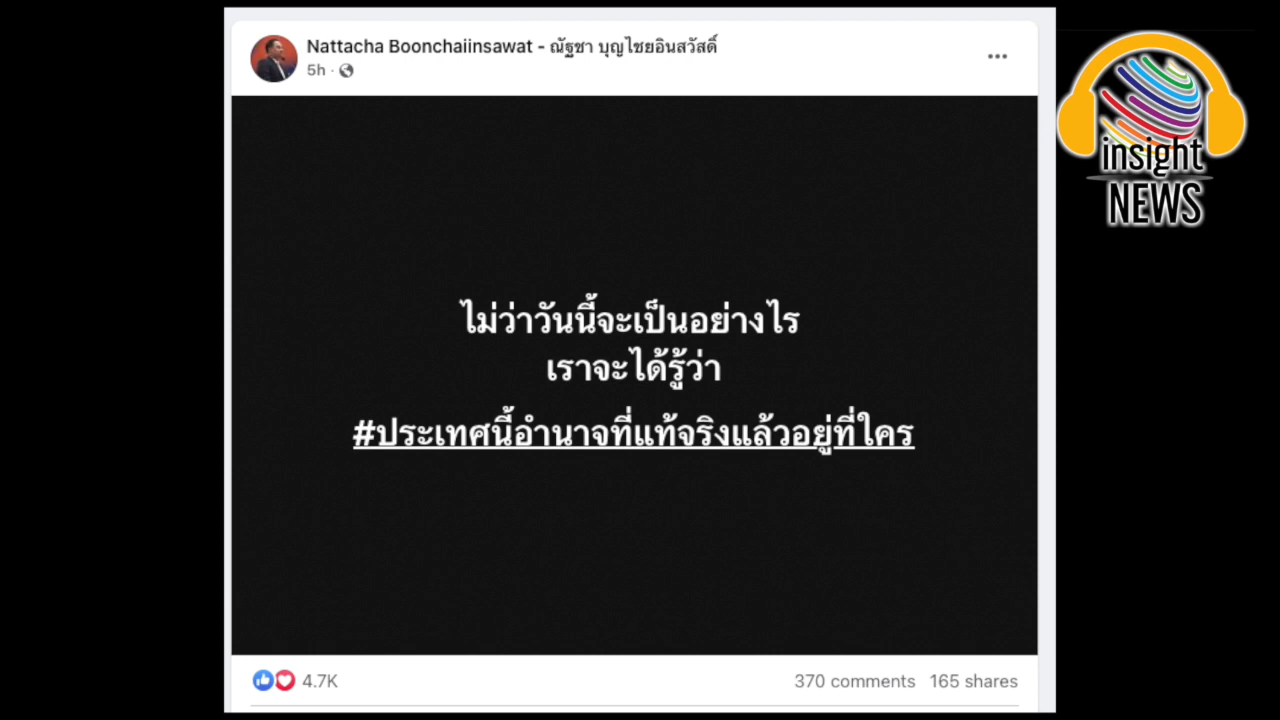 Nattacha Boonchaiinsawat - ณัฐชา บุญไชยอินสวัสดิ์
5h ·
insight
NEWS
ไม่ว่าวันนี้จะเป็นอย่างไร
เราจะได้รู้ว่า
#ประเทศนี้อำนาจที่แท้จริงแล้วอยู่ที่ใคร
4.7K
370 comments 165 shares